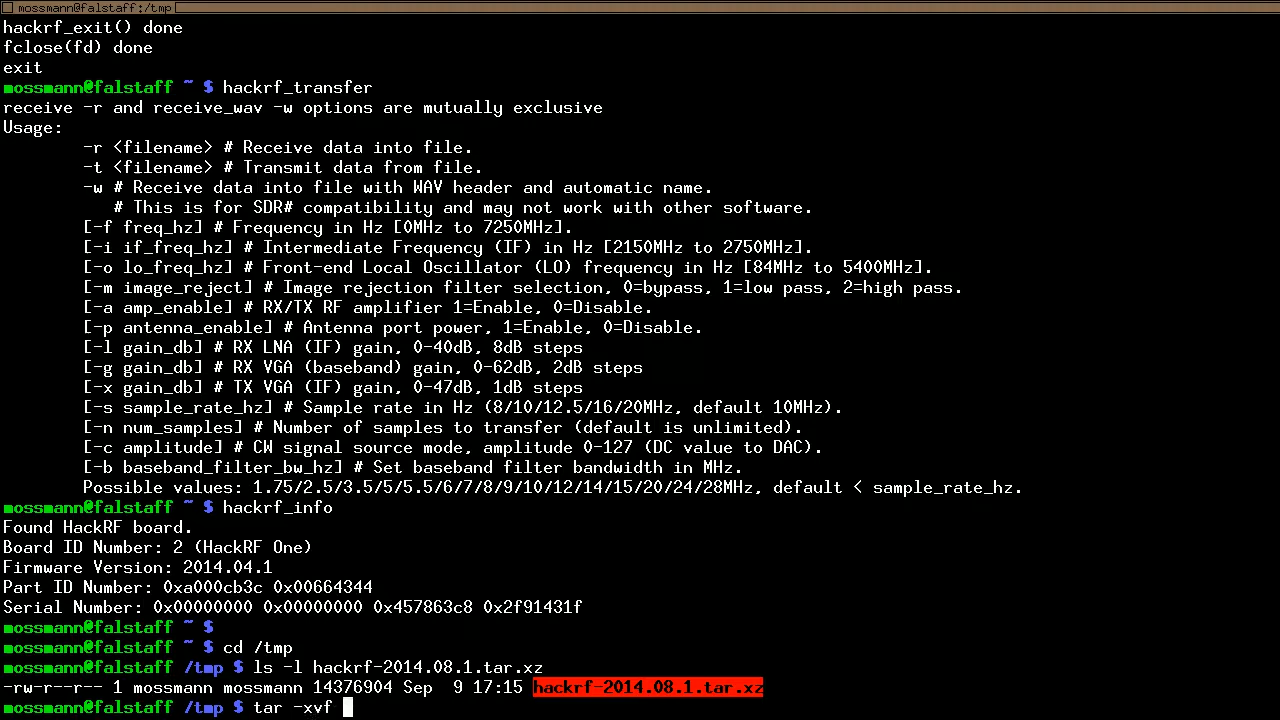 mossmann@falstaff:/tmp
hackrf_exit() done
fclose(fd) done
exit
mossmann@falstaff ~ $ hackrf_transfer
receive -r and receive_wav -w options are mutually exclusive
Usage:
-r <filename> # Receive data into file.
-t <filename> # Transmit data from file.
-w # Receive data into file with WAV header and automatic name.
# This is for SDR# compatibility and may not work with other software.
[-f freq_hz] # Frequency in Hz [0MHz to 7250MHz].
[-i if_freq_hz] # Intermediate Frequency (IF) in Hz [2150MHz to 2750MHz].
[-o lo_freq_hz] # Front-end Local Oscillator (LO) frequency in Hz [84MHz to 5400MHz].
[-m image_reject] # Image rejection filter selection, 0=bypass, 1=low pass, 2=high pass.
[-a amp_enable] # RX/TX RF amplifier 1=Enable, 0=Disable.
[-p antenna_enable] # Antenna port power, 1=Enable, 0=Disable.
[-l gain_db] # RX LNA (IF) gain, 0-40dB, 8dB steps
[-g gain_db] # RX VGA (baseband) gain, 0-62dB, 2dB steps
[-x gain_db] # TX VGA (IF) gain, 0-47dB, 1dB steps
[-s sample_rate_hz] # Sample rate in Hz (8/10/12.5/16/20MHz, default 10MHz).
[-n num_samples] # Number of samples to transfer (default is unlimited).
[-c amplitude] # CW signal source mode, amplitude 0-127 (DC value to DAC).
[-b baseband_filter_bw_hz] # Set baseband filter bandwidth in MHz.
Possible values: 1.75/2.5/3.5/5/5.5/6/7/8/9/10/12/14/15/20/24/28MHz, default < sample_rate_hz.
mossmann@falstaff ~ $ hackrf_info
Found HackRF board.
Board ID Number: 2 (HackRF One)
Firmware Version: 2014.04.1
Part ID Number: 0xa000cb3c 0x00664344
Serial Number: 0x00000000 0x00000000 0x457863c8 0x2f91431f
mossmann@falstaff ~ $
mossmann@falstaff ~ $ cd /tmp
mossmann@falstaff /tmp $ ls -l hackrf-2014.08.1.tar.xz
-rw-r--r-- 1 mossmann mossmann 14376904 Sep  9 17:15 hackrf-2014.08.1.tar.xz
mossmann@falstaff /tmp $ tar -xvf